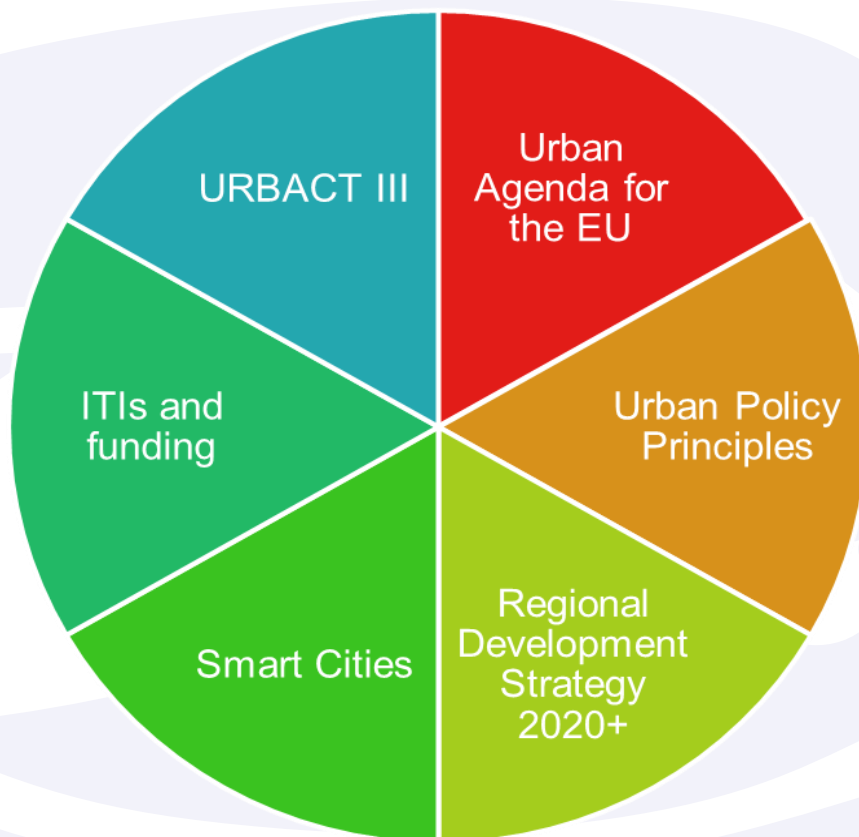 URBACT III
Urban
Agenda for
the EU
ITIs and
funding
Urban Policy
Principles
Smart Cities
Regional
Development
Strategy
2020+